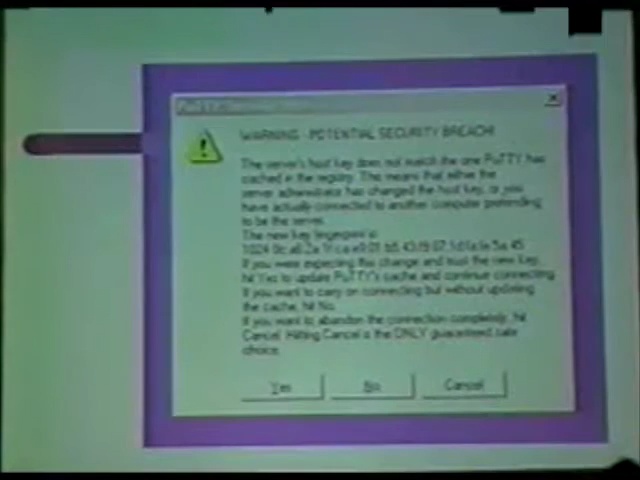 WARNING - POTENTIAL SECURITY BREACH!
The server's host key does not match the one PuTTY has
cached in the registry. This means that either the
server administrator has changed the host key, or you
have actually connected to another computer pretending
to be the server.
The new key fingerprint is:
1024
If you were expecting this change and trust the new key,
hit Yes to update PuTTY's cache and continue connecting.
If you want to carry on connecting but without updating
the cache, hit No.
If you want to abandon the connection completely, hit
Cancel. Hitting Cancel is the ONLY guaranteed safe
choice.
Yes No Cancel